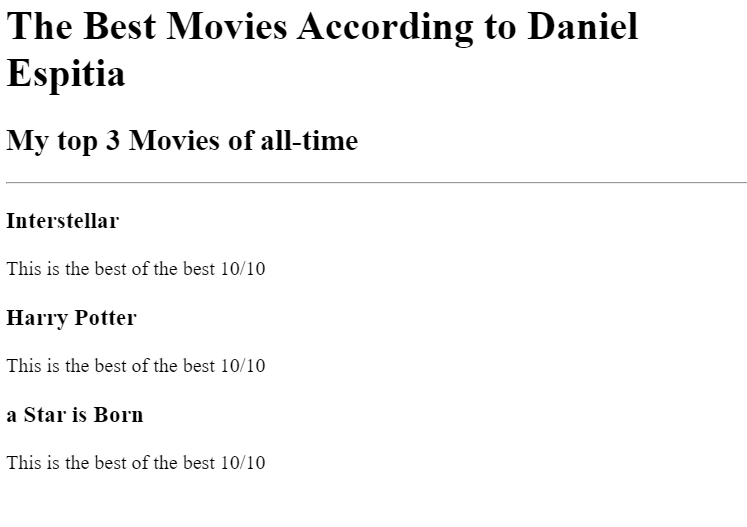 The Best Movies According to Daniel
Espitia
My top 3 Movies of all-time
Interstellar
This is the best of the best 10/10
Harry Potter
This is the best of the best 10/10
a Star is Born
This is the best of the best 10/10